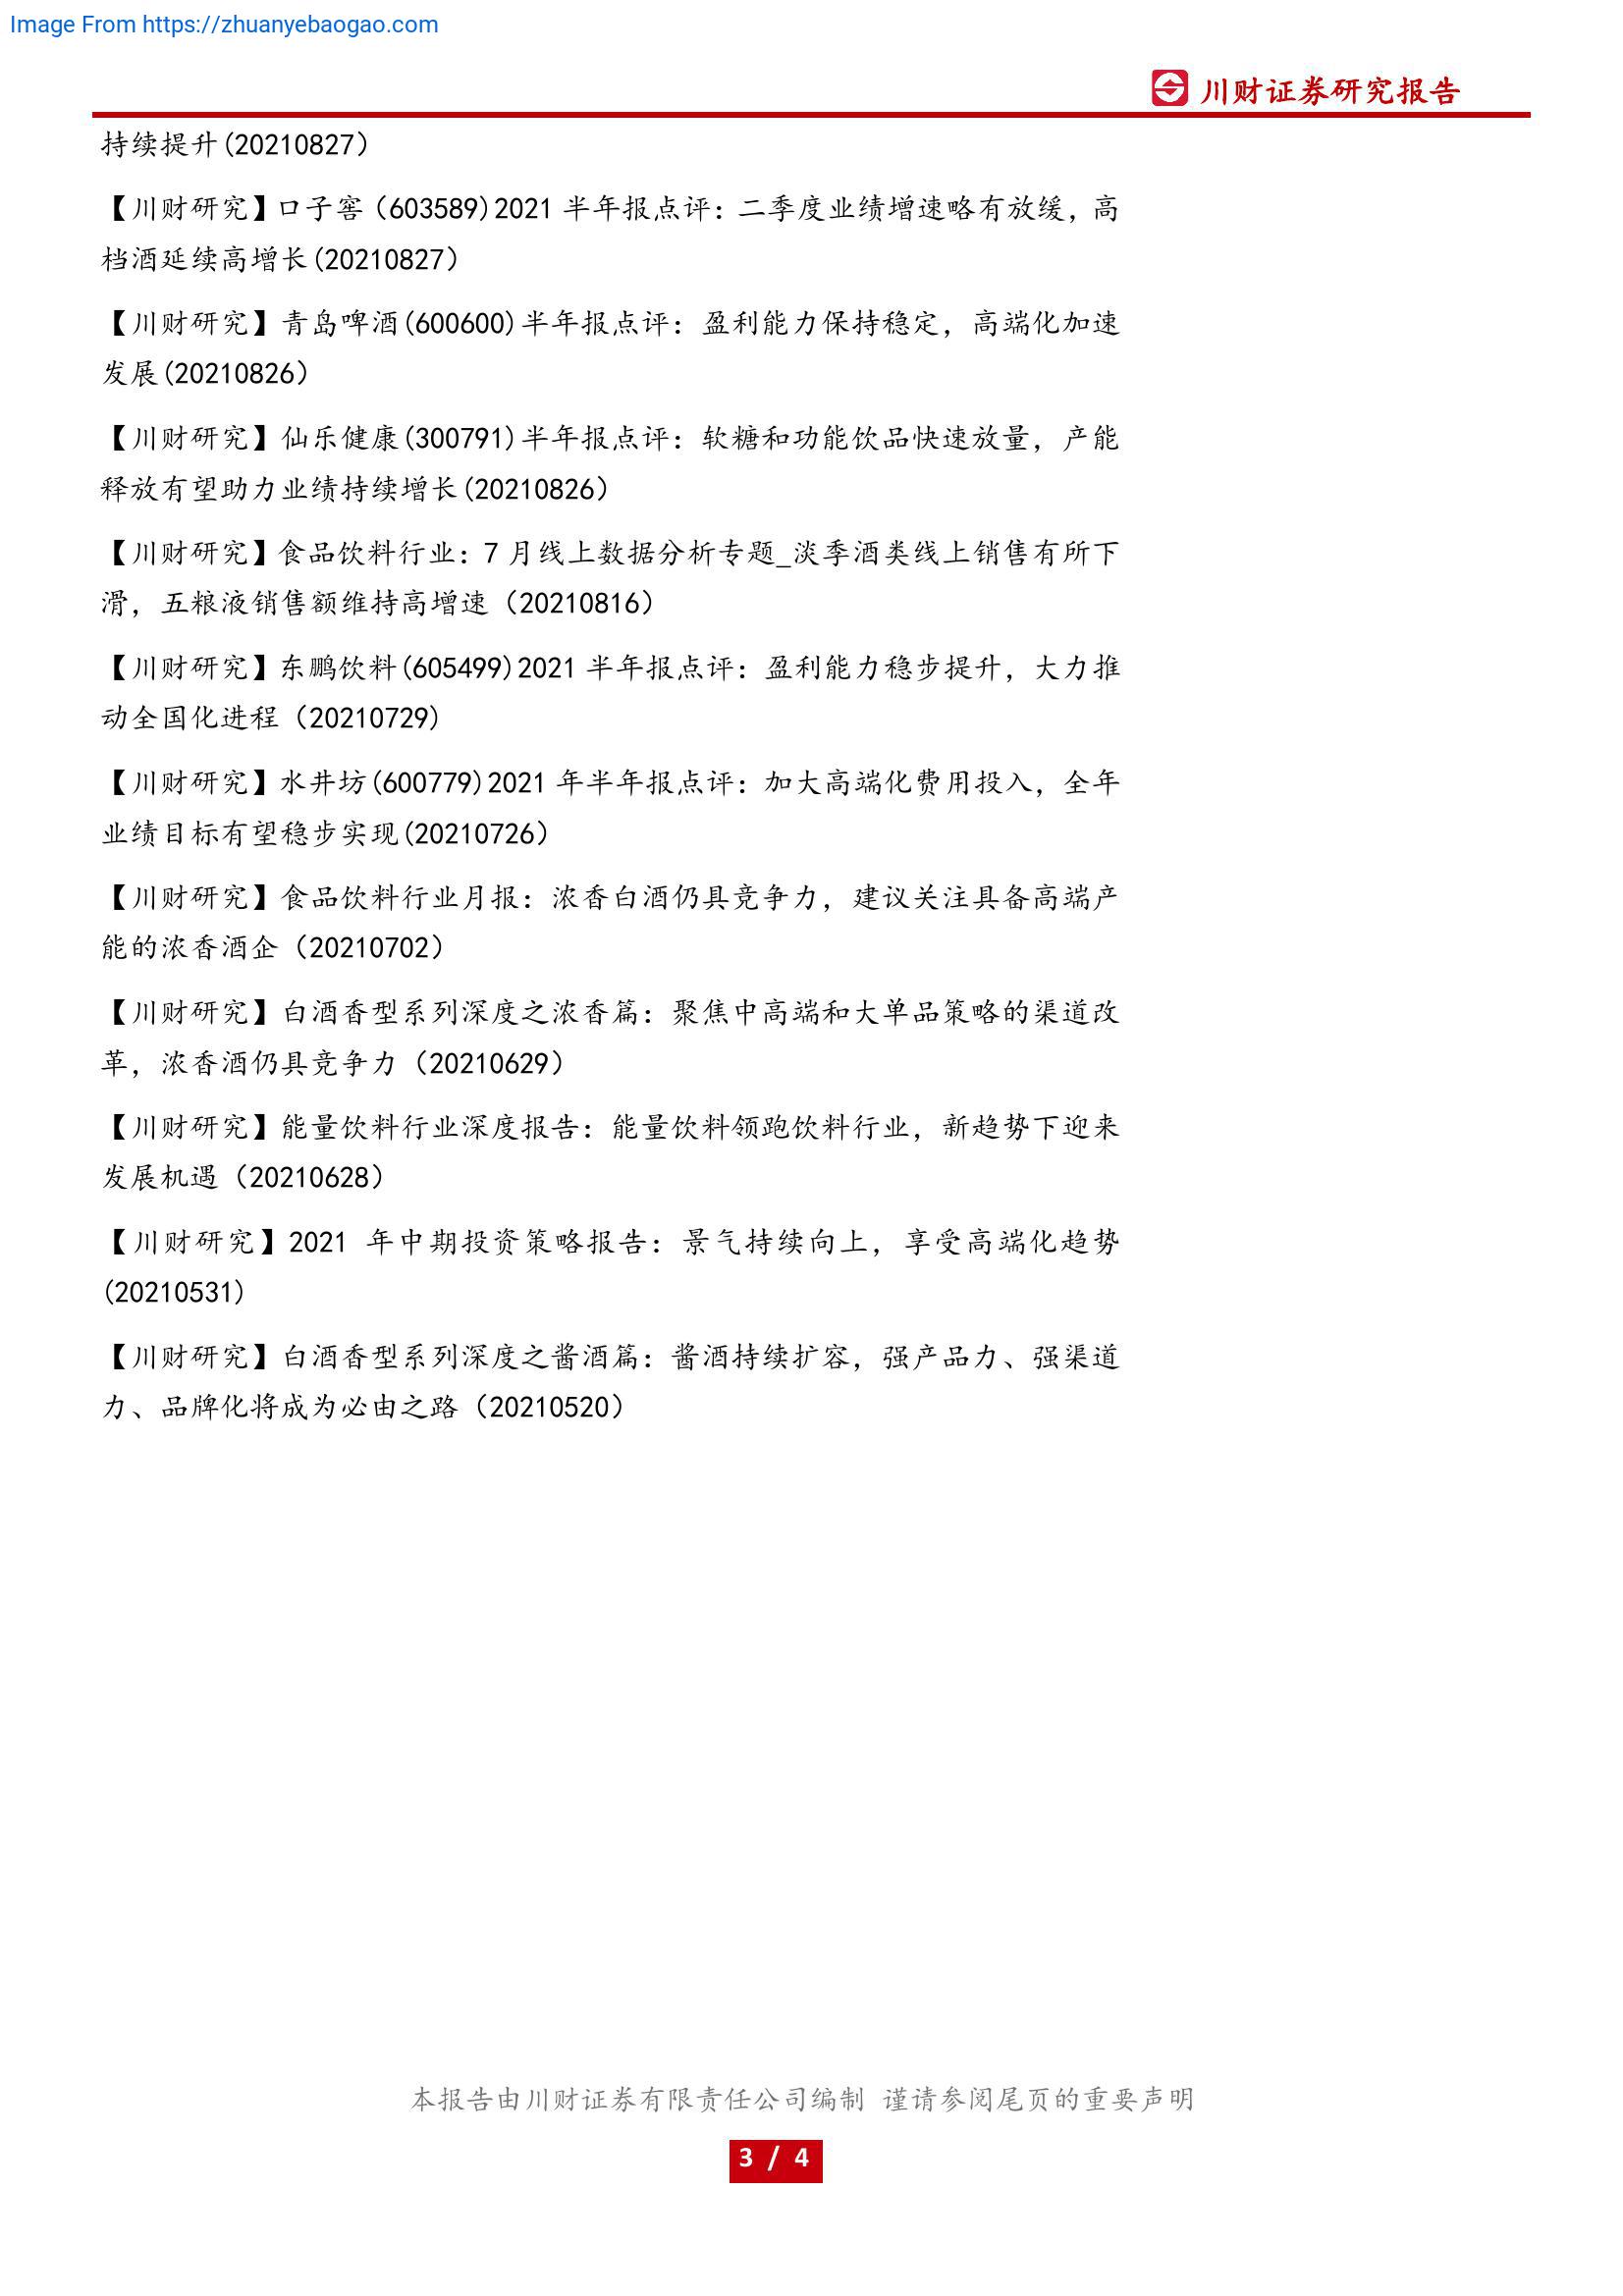 Image From https://zhuanyebaogao.com
川财证券研究报告
持续提升(20210827）
【川财研究】口子窖（603589)2021 半年报点评：二季度业绩增速略有放缓，高
档酒延续高增长(20210827）
【川财研究】青岛啤酒(600600)半年报点评：盈利能力保持稳定，高端化加速
发展(20210826）
【川财研究】仙乐健康(300791)半年报点评：软糖和功能饮品快速放量，产能
释放有望助力业绩持续增长(20210826）
【川财研究】食品饮料行业：7 月线上数据分析专题_淡季酒类线上销售有所下
滑，五粮液销售额维持高增速（20210816）
【川财研究】东鹏饮料(605499)2021 半年报点评：盈利能力稳步提升，大力推
动全国化进程（20210729)
【川财研究】水井坊(600779)2021 年半年报点评：加大高端化费用投入，全年
业绩目标有望稳步实现(20210726）
【川财研究】食品饮料行业月报：浓香白酒仍具竞争力，建议关注具备高端产
能的浓香酒企（20210702）
【川财研究】白酒香型系列深度之浓香篇：聚焦中高端和大单品策略的渠道改
革，浓香酒仍具竞争力（20210629）
【川财研究】能量饮料行业深度报告：能量饮料领跑饮料行业，新趋势下迎来
发展机遇（20210628）
【川财研究】2021 年中期投资策略报告：景气持续向上，享受高端化趋势
(20210531)
【川财研究】白酒香型系列深度之酱酒篇：酱酒持续扩容，强产品力、强渠道
力、品牌化将成为必由之路（20210520）
本报告由川财证券有限责任公司编制 谨请参阅尾页的重要声明
3 / 4